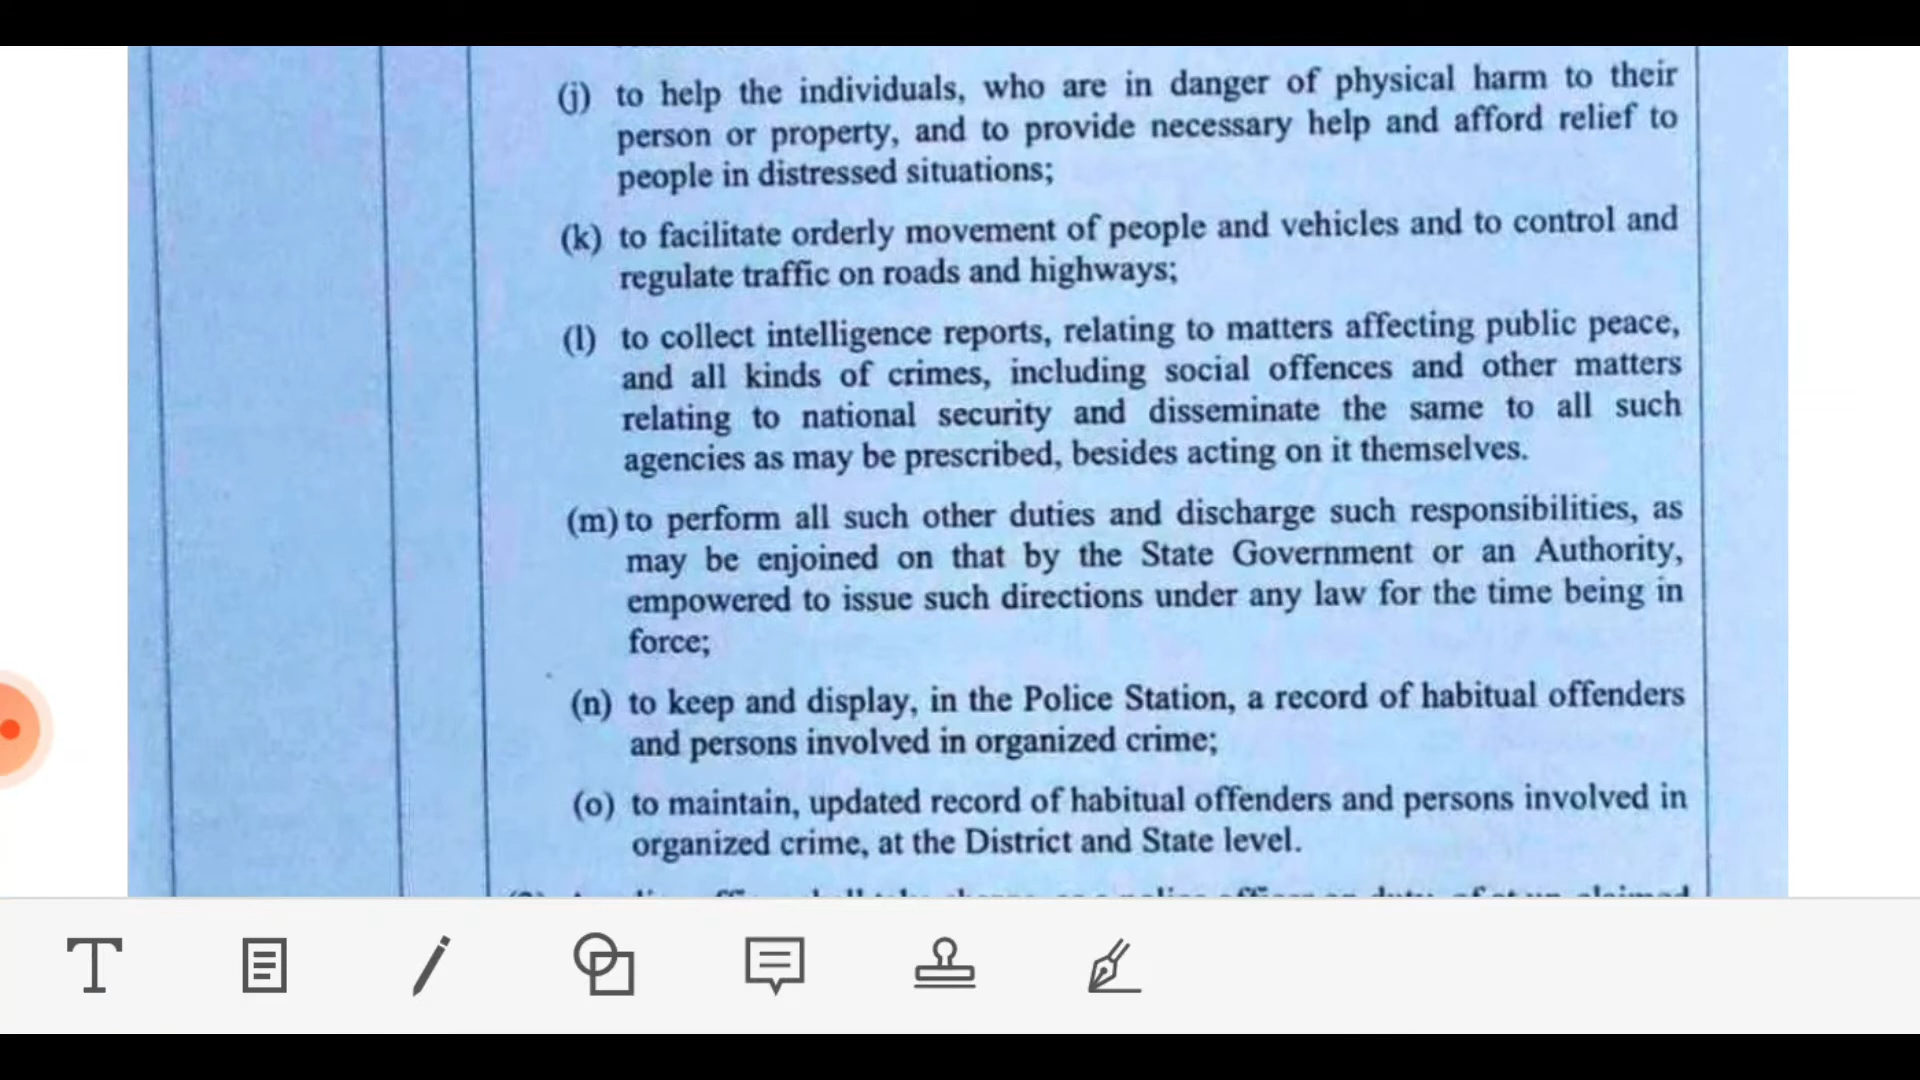 (j) to help the individuals, who are in danger of physical harm to their
person or property, and to provide necessary help and afford relief to
people in distressed situations;
(k) to facilitate orderly movement of people and vehicles and to control and
regulate traffic on roads and highways;
(l) to collect intelligence reports, relating to matters affecting public peace,
and all kinds of crimes, including social offences and other matters
relating to national security and disseminate the same to all such
agencies as may be prescribed, besides acting on it themselves.
(m) to perform all such other duties and discharge such responsibilities, as
may be enjoined on that by the State Government or an Authority,
empowered to issue such directions under any law for the time being in
force;
(n) to keep and display, in the Police Station, a record of habitual offenders
and persons involved in organized crime;
(o) to maintain, updated record of habitual offenders and persons involved in
organized crime, at the District and State level.